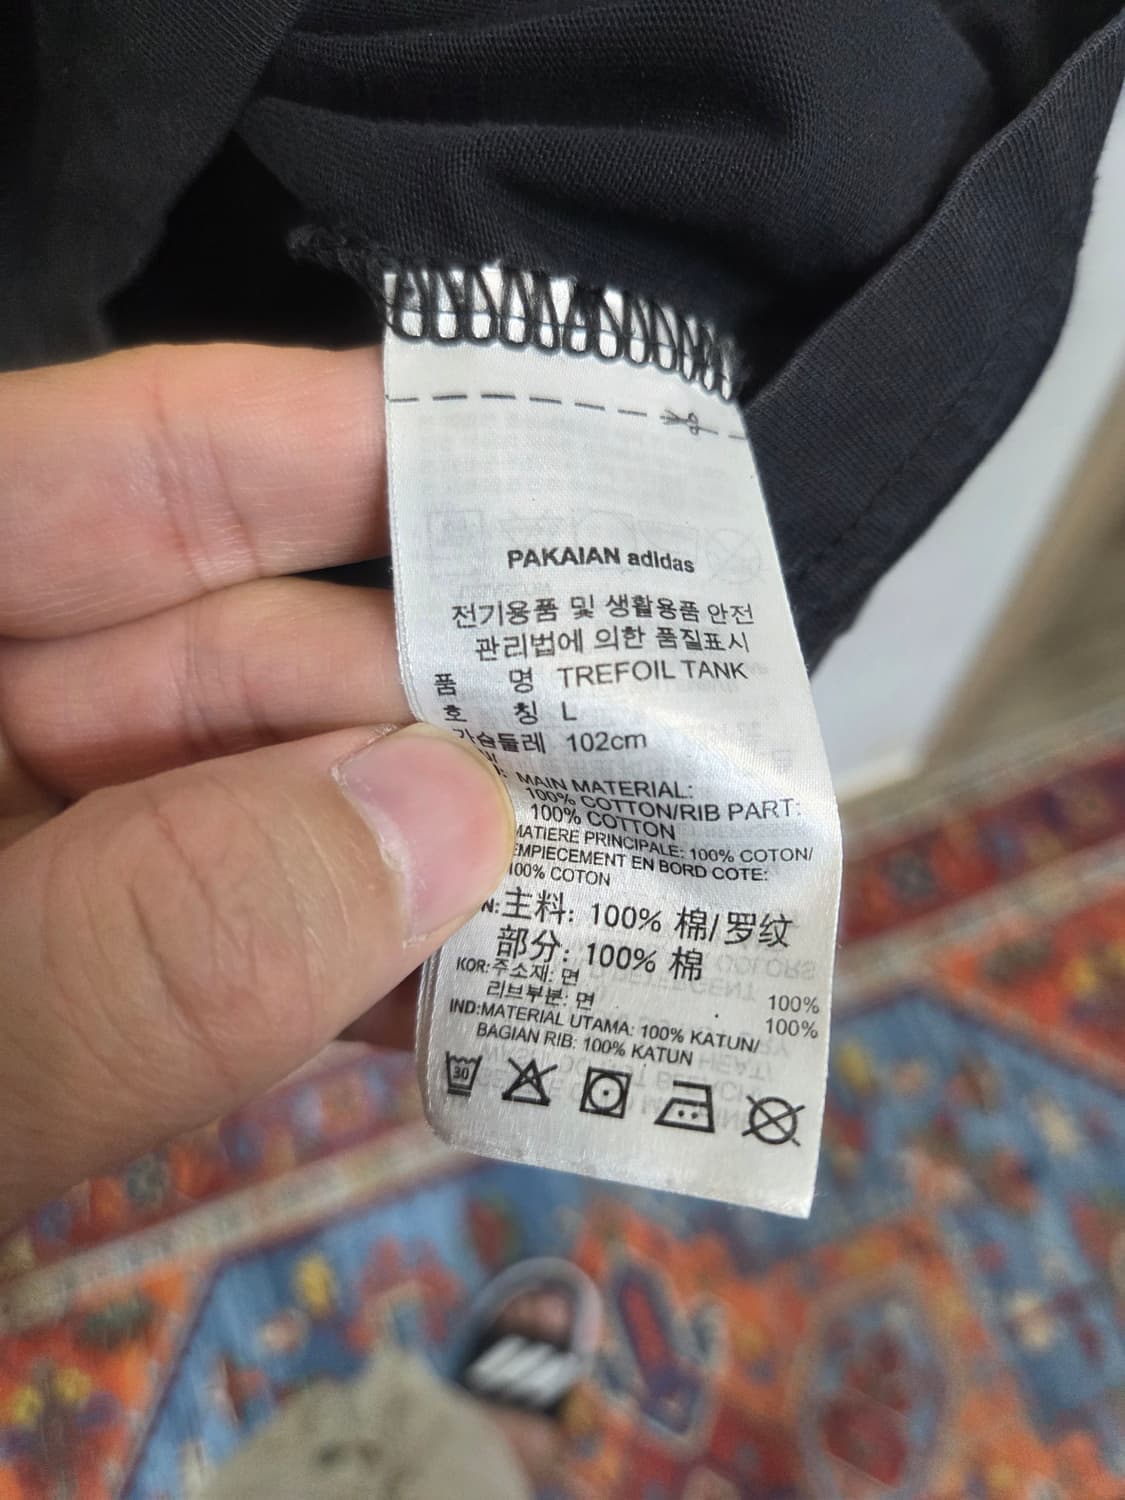 PAKAIAN adidas
전기용품 및 생활용품 안전
관리법에 의한 품질표시
품 명 TREFOIL TANK
호 칭 L
가슴둘레 102cm
MAIN MATERIAL:
100% COTTON/RIB PART:
100% COTTON
MATIERE PRINCIPALE: 100% COTON/
EMPIECEMENT EN BORD COTE:
100% COTON
主料: 100% 棉/罗纹
部分: 100% 棉
KOR:주소재: 면 100%
리브부분: 면 100%
IND:MATERIAL UTAMA: 100% KATUN/
BAGIAN RIB: 100% KATUN
30